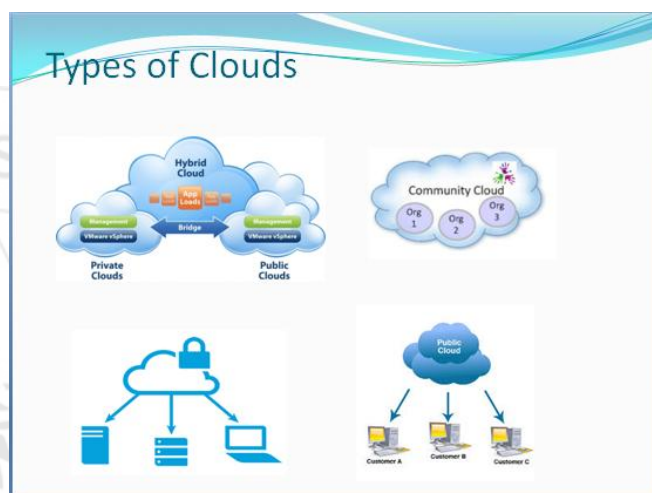 Types of Clouds
Hybrid
Cloud
App
Loads
Management
VMware vSphere
Bridge
Management
VMware vSphere
Private
Clouds
Public
Clouds
Community Cloud
Org
1
Org
2
Org
3
Public
Cloud
Customer A
Customer B
Customer C